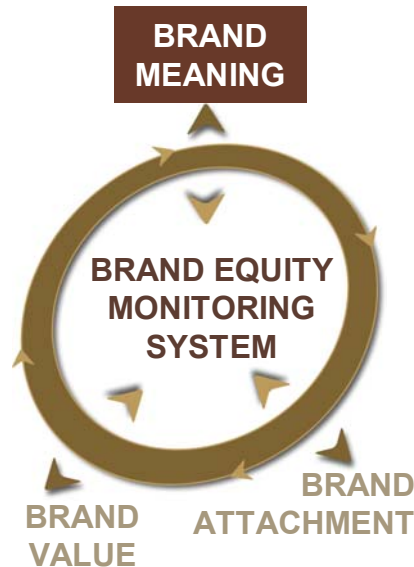 BRAND
MEANING
BRAND EQUITY
MONITORING
SYSTEM
BRAND
ATTACHMENT
BRAND
VALUE